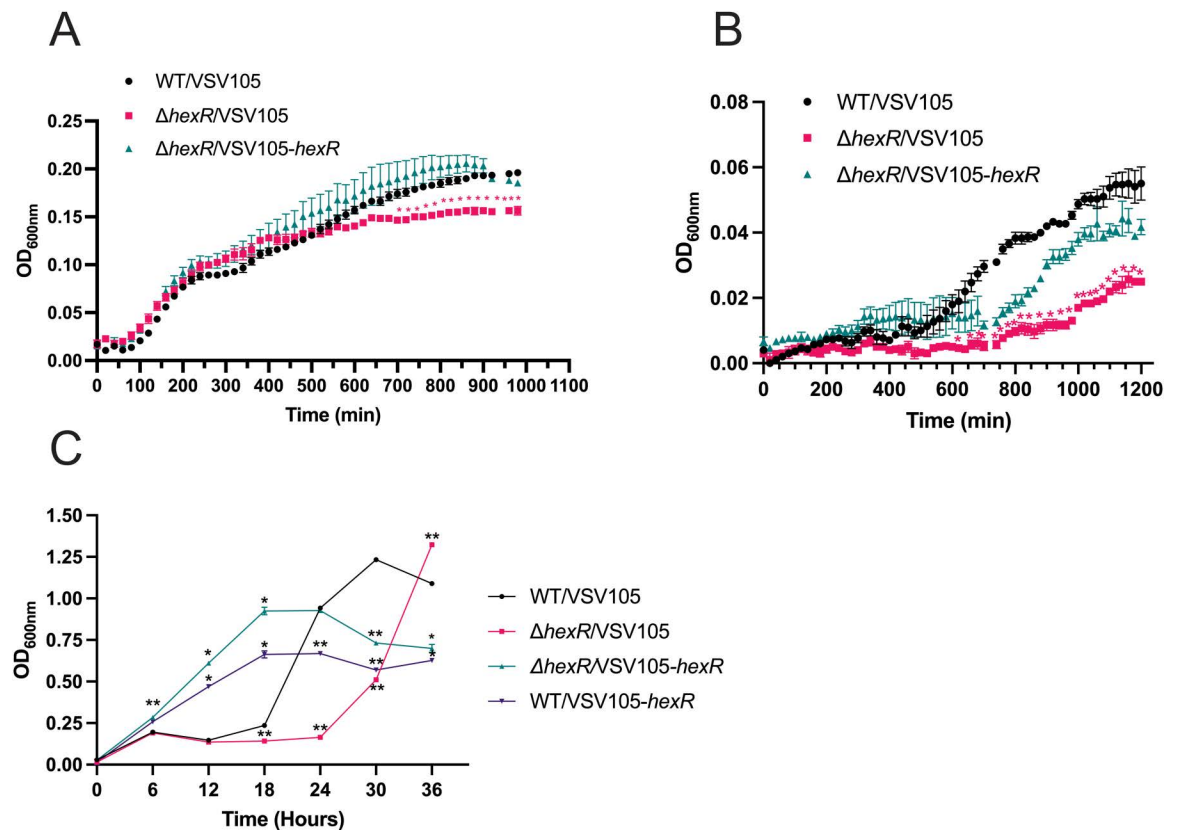 A
WT/VSV105
ΔhexR/VSV105
ΔhexR/VSV105-hexR
0.25
0.20
0.15
0.10
0.05
0.00
OD600nm
0 100 200 300 400 500 600 700 800 900 1000 1100
Time (min)
B
WT/VSV105
ΔhexR/VSV105
ΔhexR/VSV105-hexR
0.08
0.06
0.04
0.02
0.00
OD600nm
0 200 400 600 800 1000 1200
Time (min)
C
1.50
1.25
1.00
0.75
0.50
0.25
0.00
OD600nm
0 6 12 18 24 30 36
Time (Hours)
WT/VSV105
ΔhexR/VSV105
ΔhexR/VSV105-hexR
WT/VSV105-hexR